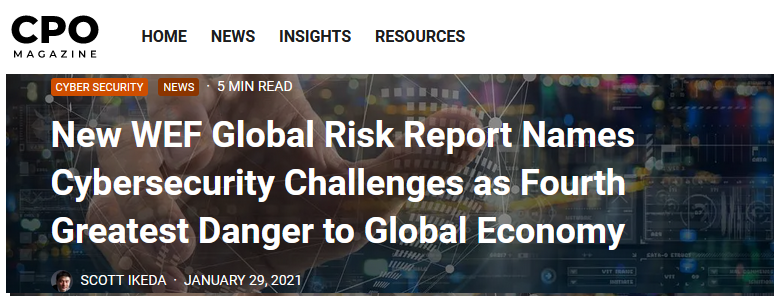 CPO
MAGAZINE
HOME NEWS INSIGHTS RESOURCES
CYBER SECURITY NEWS · 5 MIN READ
New WEF Global Risk Report Names
Cybersecurity Challenges as Fourth
Greatest Danger to Global Economy
SCOTT IKEDA · JANUARY 29, 2021